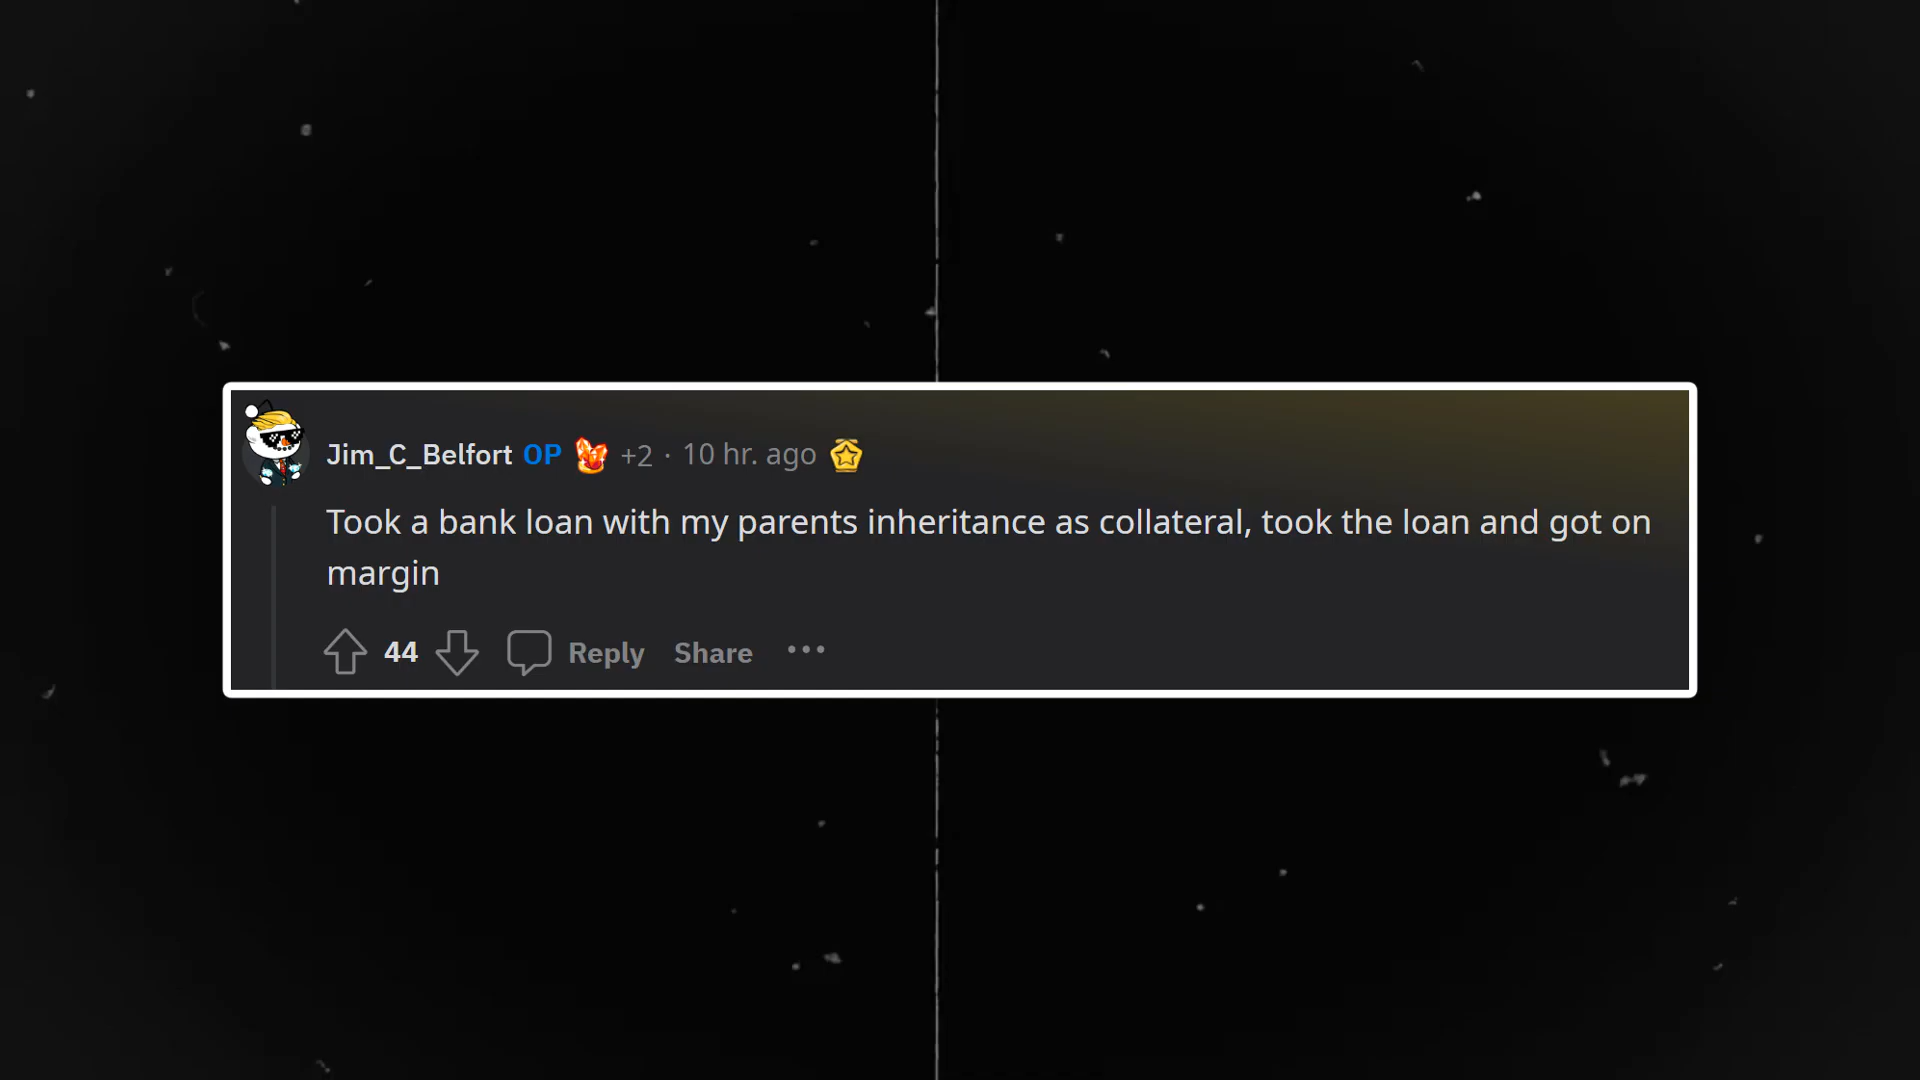 Jim_C_Belfort OP +2 · 10 hr. ago
Took a bank loan with my parents inheritance as collateral, took the loan and got on
margin
44 Reply Share ···